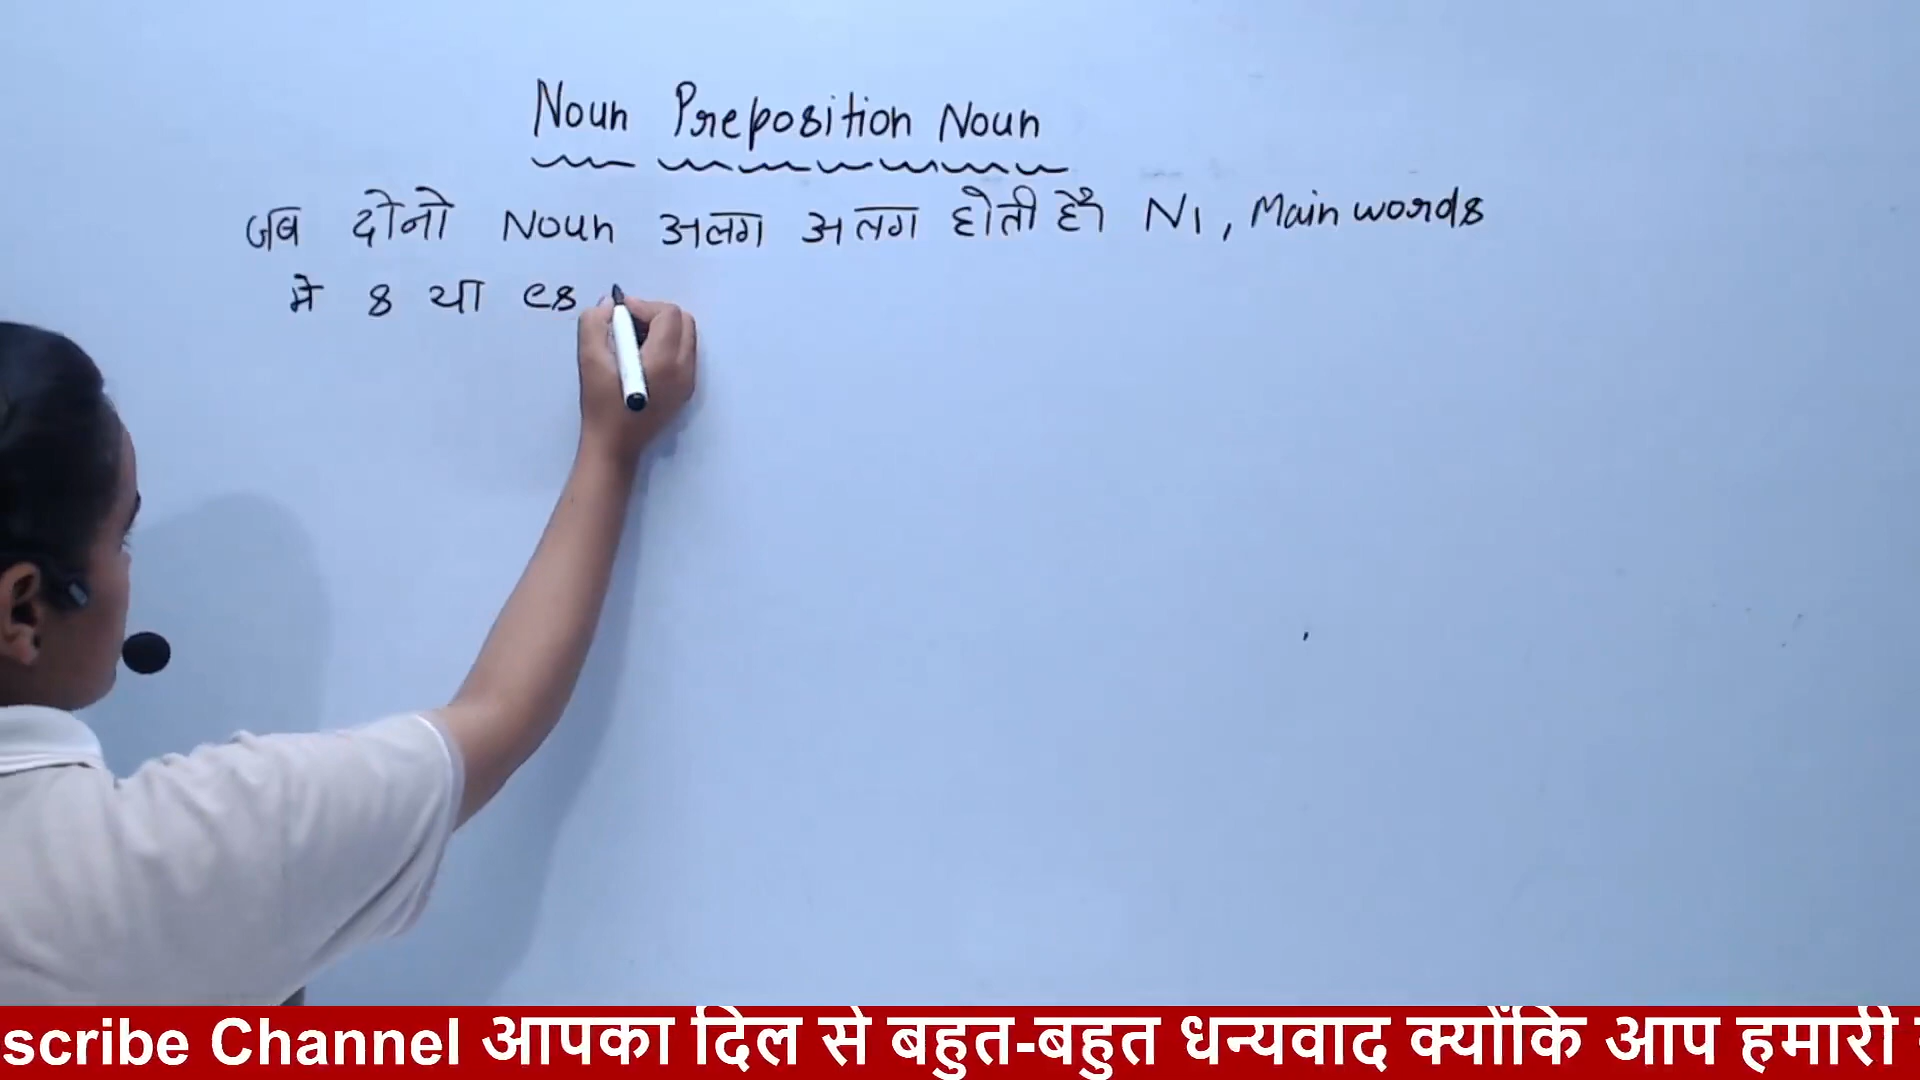 Noun Preposition Noun
जब दोनो Noun अलग अलग होती हैं N1, Main words
मे s या es
scribe Channel आपका दिल से बहुत-बहुत धन्यवाद क्योंकि आप हमारी